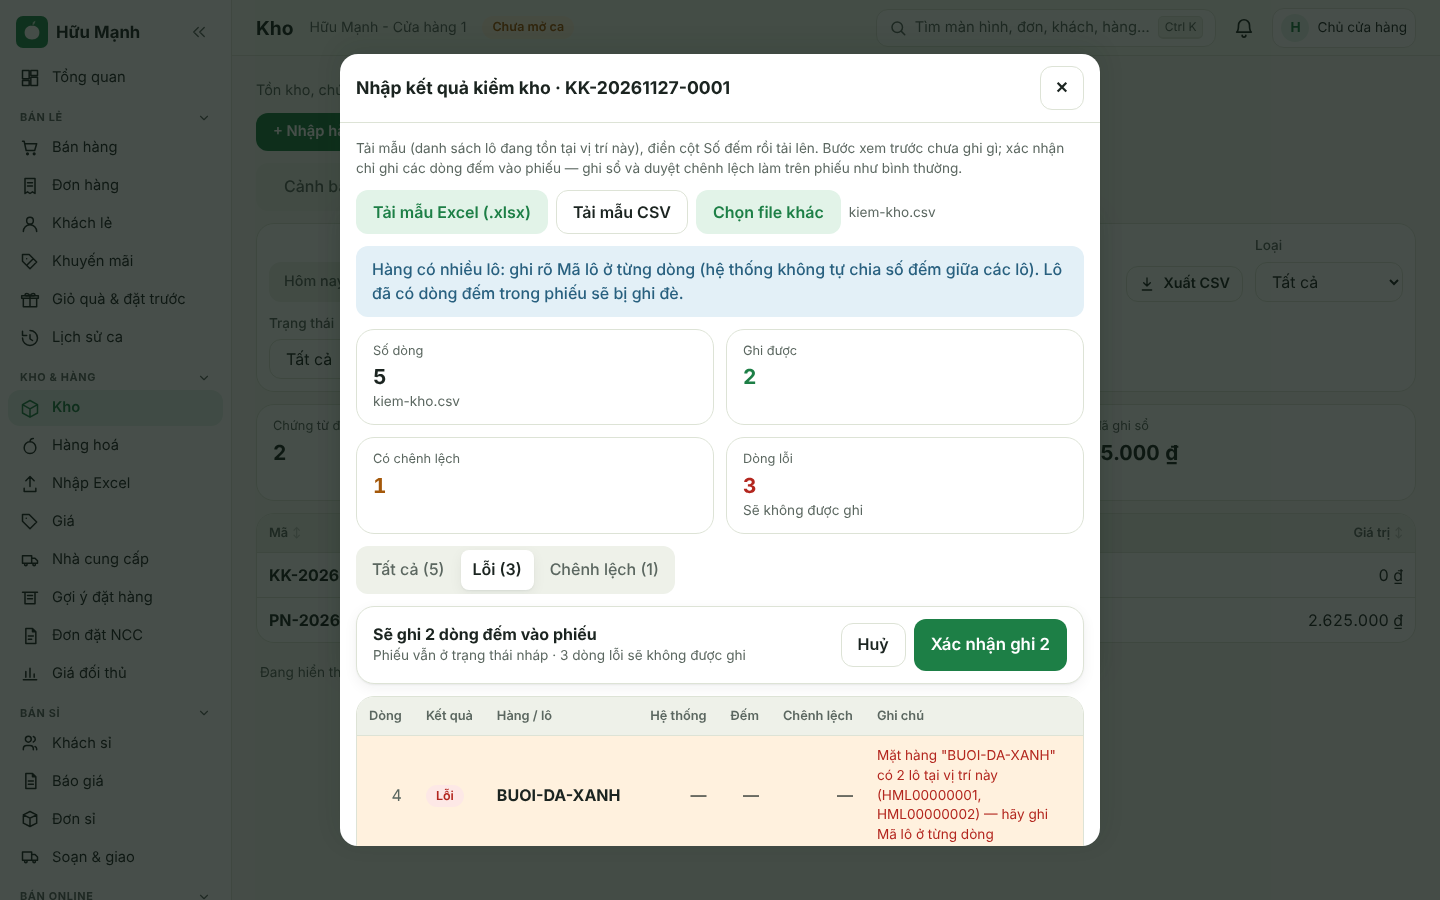 Hữu Mạnh
Tổng quan
BÁN LẺ
Bán hàng
Đơn hàng
Khách lẻ
Khuyến mãi
Giỏ quà & đặt trước
Lịch sử ca
KHO & HÀNG
Kho
Hàng hoá
Nhập Excel
Giá
Nhà cung cấp
Gợi ý đặt hàng
Đơn đặt NCC
Giá đối thủ
BÁN SỈ
Khách sỉ
Báo giá
Đơn sỉ
Soạn & giao
BÁN ONLINE
Kho Hữu Mạnh - Cửa hàng 1 Chưa mở ca
Tìm màn hình, đơn, khách, hàng... Ctrl K
H Chủ cửa hàng
Tồn kho,
+ Nhập
Cảnh
Hôm nay
Trạng thái
Tất cả
Xuất CSV
Loại
Tất cả
Chứng từ
2
ghi sổ
5.000 ₫
Mã
Giá trị
KK-2026
0 ₫
PN-2026
2.625.000 ₫
Đang hiển
Nhập kết quả kiểm kho · KK-20261127-0001
×
Tải mẫu (danh sách lô đang tồn tại vị trí này), điền cột Số đếm rồi tải lên. Bước xem trước chưa ghi gì; xác nhận
chỉ ghi các dòng đếm vào phiếu — ghi sổ và duyệt chênh lệch làm trên phiếu như bình thường.
Tải mẫu Excel (.xlsx) Tải mẫu CSV Chọn file khác kiem-kho.csv
Hàng có nhiều lô: ghi rõ Mã lô ở từng dòng (hệ thống không tự chia số đếm giữa các lô). Lô
đã có dòng đếm trong phiếu sẽ bị ghi đè.
Số dòng
5
kiem-kho.csv
Ghi được
2
Có chênh lệch
1
Dòng lỗi
3
Sẽ không được ghi
Tất cả (5) Lỗi (3) Chênh lệch (1)
Sẽ ghi 2 dòng đếm vào phiếu
Phiếu vẫn ở trạng thái nháp · 3 dòng lỗi sẽ không được ghi
Huỷ Xác nhận ghi 2
Dòng Kết quả Hàng / lô Hệ thống Đếm Chênh lệch Ghi chú
4 Lỗi BUOI-DA-XANH — — —
Mặt hàng "BUOI-DA-XANH"
có 2 lô tại vị trí này
(HML00000001,
HML00000002) — hãy ghi
Mã lô ở từng dòng